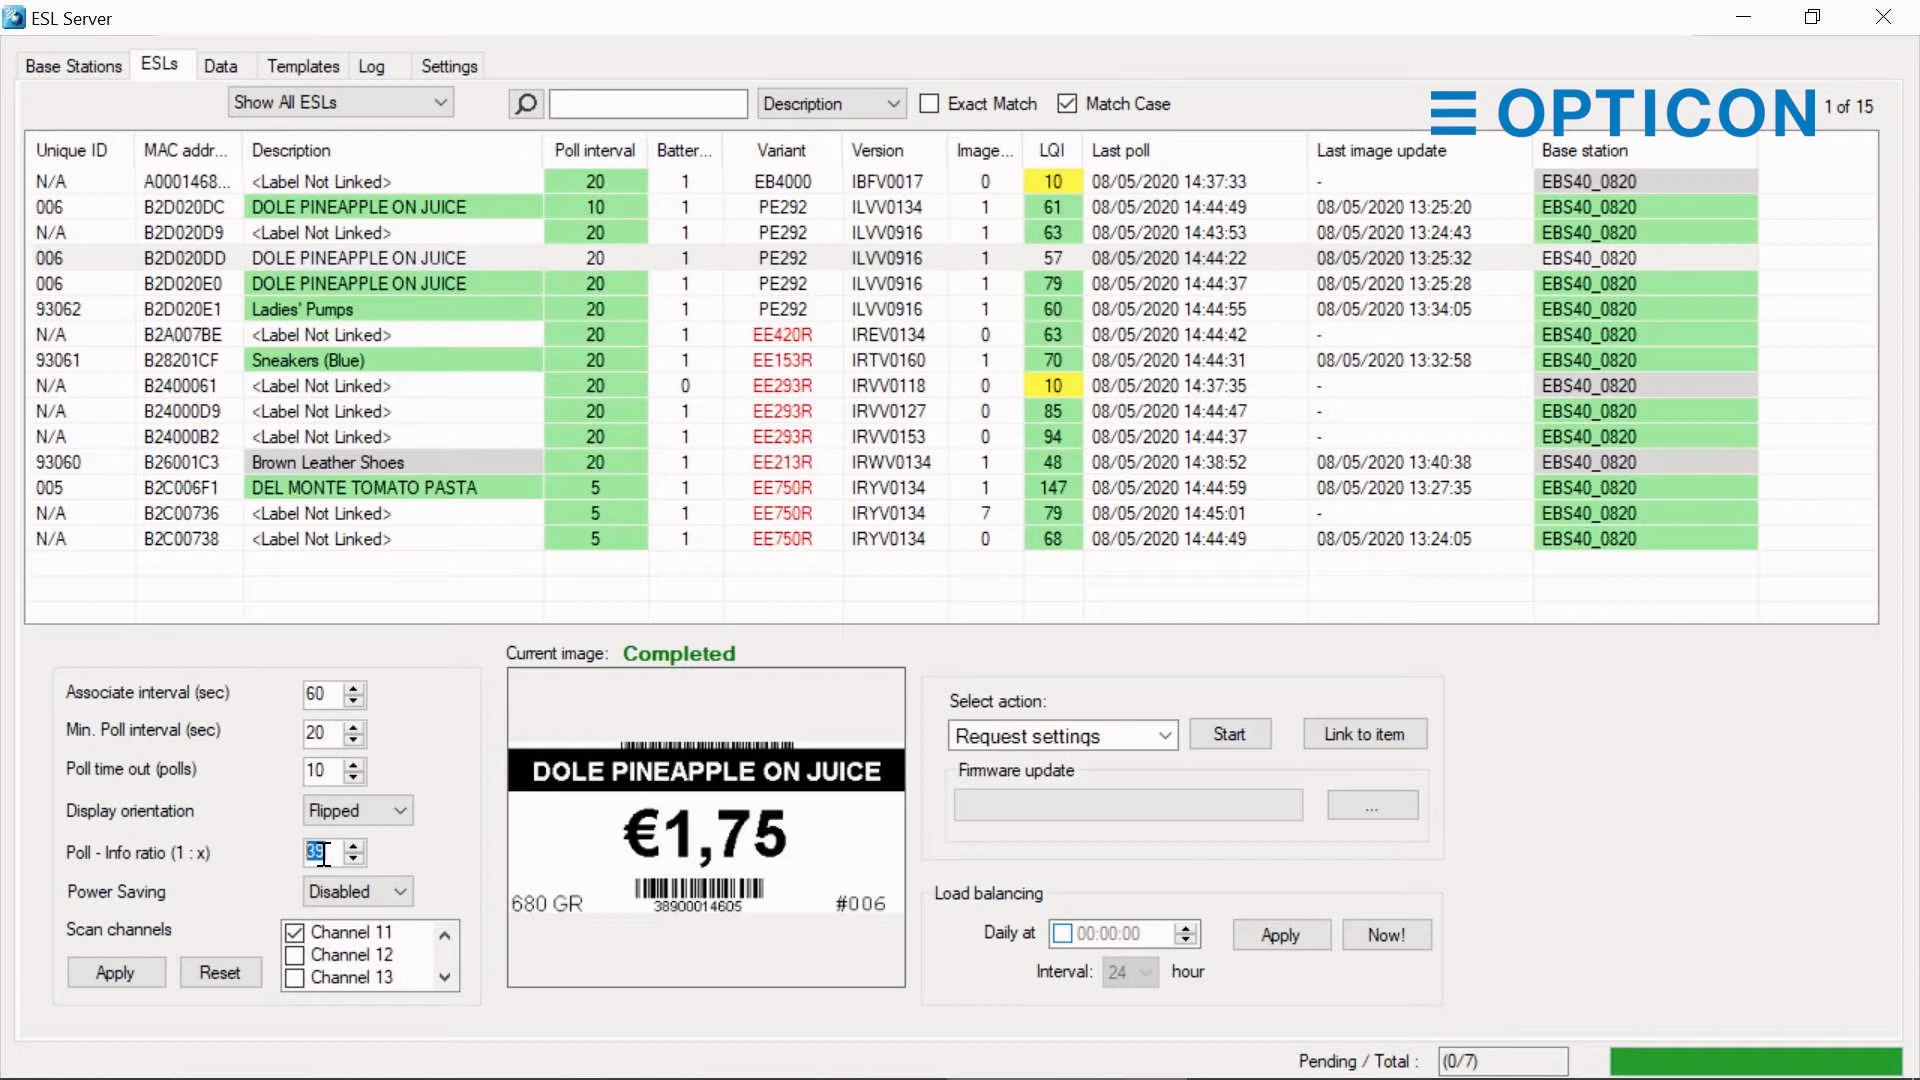 ESL Server
Base Stations ESLs Data Templates Log Settings
Show All ESLs Description Exact Match Match Case OPTICON 1 of 15
Unique ID MAC addr... Description Poll interval Batter... Variant Version Image... LQI Last poll Last image update Base station
N/A A0001468... <Label Not Linked> 20 1 EB4000 IBFV0017 0 10 08/05/2020 14:37:33 - EBS40_0820
006 B2D020DC DOLE PINEAPPLE ON JUICE 10 1 PE292 ILVV0134 1 61 08/05/2020 14:44:49 08/05/2020 13:25:20 EBS40_0820
N/A B2D020D9 <Label Not Linked> 20 1 PE292 ILVV0916 1 63 08/05/2020 14:43:53 08/05/2020 13:24:43 EBS40_0820
006 B2D020DD DOLE PINEAPPLE ON JUICE 20 1 PE292 ILVV0916 1 57 08/05/2020 14:44:22 08/05/2020 13:25:32 EBS40_0820
006 B2D020E0 DOLE PINEAPPLE ON JUICE 20 1 PE292 ILVV0916 1 79 08/05/2020 14:44:37 08/05/2020 13:25:28 EBS40_0820
93062 B2D020E1 Ladies' Pumps 20 1 PE292 ILVV0916 1 60 08/05/2020 14:44:55 08/05/2020 13:34:05 EBS40_0820
N/A B2A007BE <Label Not Linked> 20 1 EE420R IREV0134 0 63 08/05/2020 14:44:42 - EBS40_0820
93061 B28201CF Sneakers (Blue) 20 1 EE153R IRTV0160 1 70 08/05/2020 14:44:31 08/05/2020 13:32:58 EBS40_0820
N/A B2400061 <Label Not Linked> 20 0 EE293R IRVV0118 0 10 08/05/2020 14:37:35 - EBS40_0820
N/A B24000D9 <Label Not Linked> 20 1 EE293R IRVV0127 0 85 08/05/2020 14:44:47 - EBS40_0820
N/A B24000B2 <Label Not Linked> 20 1 EE293R IRVV0153 0 94 08/05/2020 14:44:37 - EBS40_0820
93060 B26001C3 Brown Leather Shoes 20 1 EE213R IRWV0134 1 48 08/05/2020 14:38:52 08/05/2020 13:40:38 EBS40_0820
005 B2C006F1 DEL MONTE TOMATO PASTA 5 1 EE750R IRYV0134 1 147 08/05/2020 14:44:59 08/05/2020 13:27:35 EBS40_0820
N/A B2C00736 <Label Not Linked> 5 1 EE750R IRYV0134 7 79 08/05/2020 14:45:01 - EBS40_0820
N/A B2C00738 <Label Not Linked> 5 1 EE750R IRYV0134 0 68 08/05/2020 14:44:49 08/05/2020 13:24:05 EBS40_0820
Associate interval (sec) 60
Min. Poll interval (sec) 20
Poll time out (polls) 10
Display orientation Flipped
Poll - Info ratio (1 : x) 39
Power Saving Disabled
Scan channels Channel 11
Channel 12
Channel 13
Apply Reset
Current image: Completed
DOLE PINEAPPLE ON JUICE
€1,75
680 GR 38900014605 #006
Select action:
Request settings Start Link to item
Firmware update
...
Load balancing
Daily at 00:00:00 Apply Now!
Interval: 24 hour
Pending / Total : (0/7)